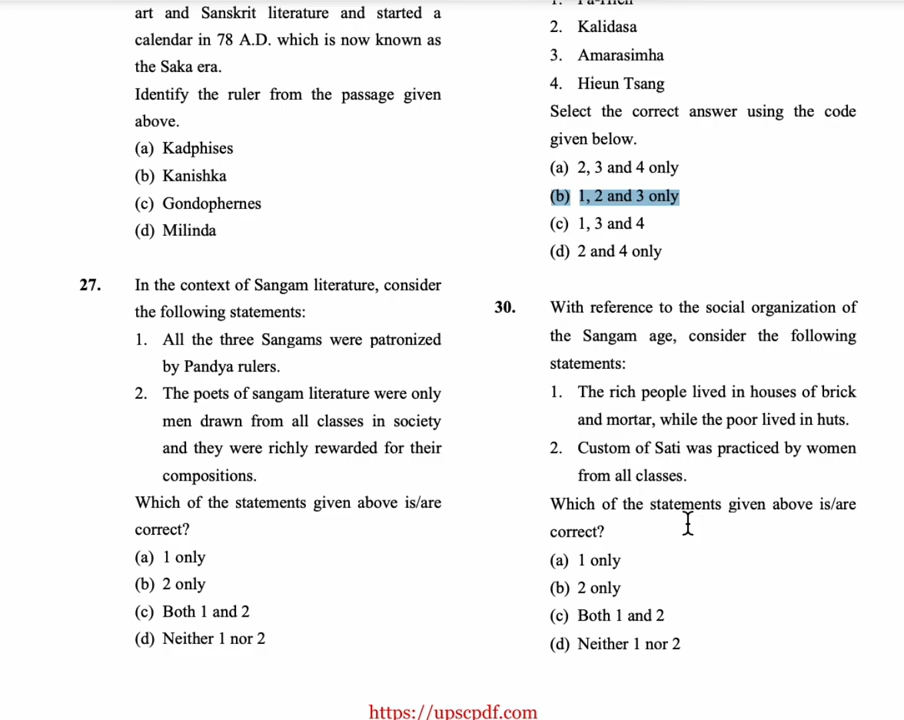 art and Sanskrit literature and started a
calendar in 78 A.D. which is now known as
the Saka era.
Identify the ruler from the passage given
above.
(a) Kadphises
(b) Kanishka
(c) Gondophernes
(d) Milinda
27. In the context of Sangam literature, consider
the following statements:
1. All the three Sangams were patronized
by Pandya rulers.
2. The poets of sangam literature were only
men drawn from all classes in society
and they were richly rewarded for their
compositions.
Which of the statements given above is/are
correct?
(a) 1 only
(b) 2 only
(c) Both 1 and 2
(d) Neither 1 nor 2
1. Fa-Hien
2. Kalidasa
3. Amarasimha
4. Hieun Tsang
Select the correct answer using the code
given below.
(a) 2, 3 and 4 only
(b) 1, 2 and 3 only
(c) 1, 3 and 4
(d) 2 and 4 only
30. With reference to the social organization of
the Sangam age, consider the following
statements:
1. The rich people lived in houses of brick
and mortar, while the poor lived in huts.
2. Custom of Sati was practiced by women
from all classes.
Which of the statements given above is/are
correct?
(a) 1 only
(b) 2 only
(c) Both 1 and 2
(d) Neither 1 nor 2
https://upscpdf.com